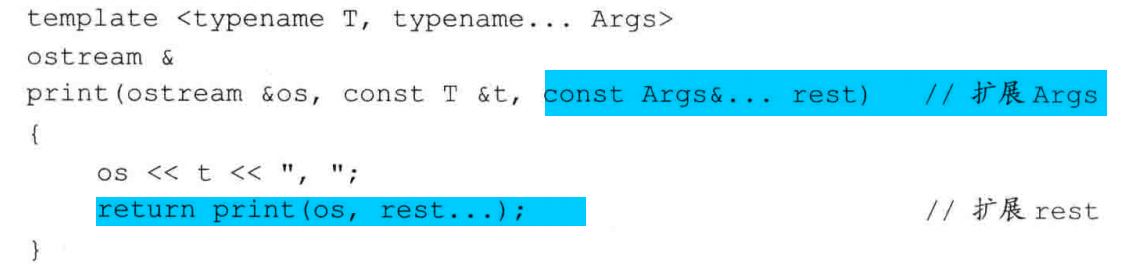 template <typename T, typename... Args>
ostream &
print(ostream &os, const T &t, const Args&... rest)   // 扩展 Args
{
    os << t << ", ";
    return print(os, rest...);                        // 扩展 rest
}